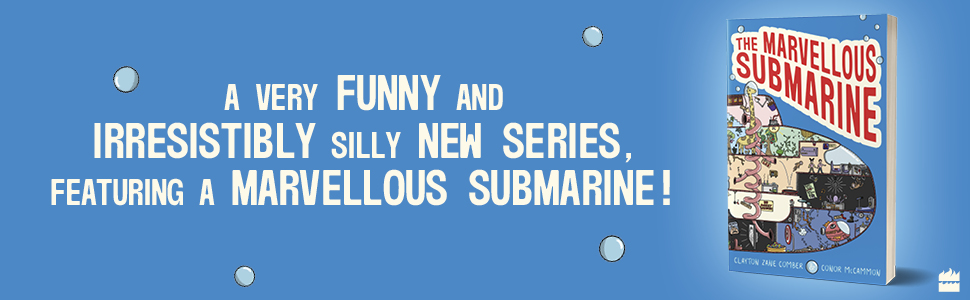 A VERY FUNNY AND
IRRESISTIBLY SILLY NEW SERIES,
FEATURING A MARVELLOUS SUBMARINE!
THE MARVELLOUS
SUBMARINE
CLAYTON ZANE COMBER
CONOR McCAMMON